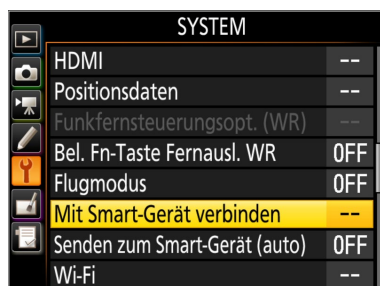 SYSTEM
HDMI --
Positionsdaten --
Funkfernsteuerungsopt. (WR) --
Bel. Fn-Taste Fernausl. WR OFF
Flugmodus OFF
Mit Smart-Gerät verbinden --
Senden zum Smart-Gerät (auto) OFF
Wi-Fi --